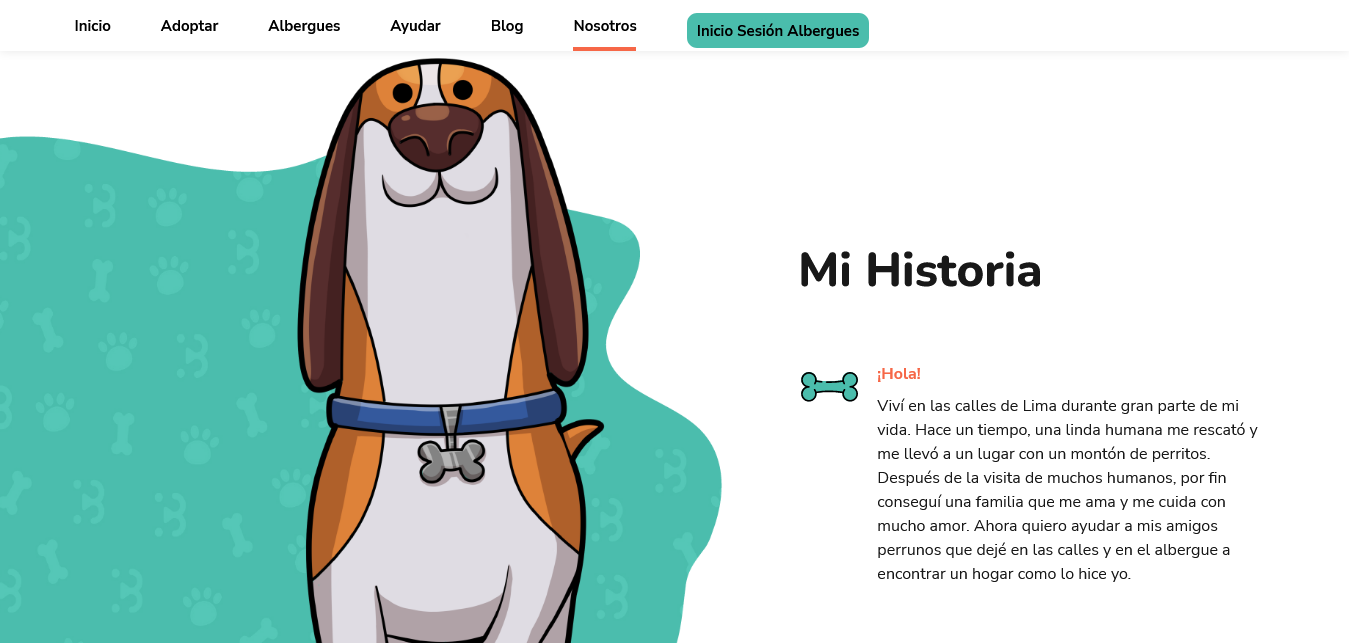 Inicio Adoptar Albergues Ayudar Blog Nosotros Inicio Sesión Albergues
Mi Historia
¡Hola!
Viví en las calles de Lima durante gran parte de mi
vida. Hace un tiempo, una linda humana me rescató y
me llevó a un lugar con un montón de perritos.
Después de la visita de muchos humanos, por fin
conseguí una familia que me ama y me cuida con
mucho amor. Ahora quiero ayudar a mis amigos
perrunos que dejé en las calles y en el albergue a
encontrar un hogar como lo hice yo.